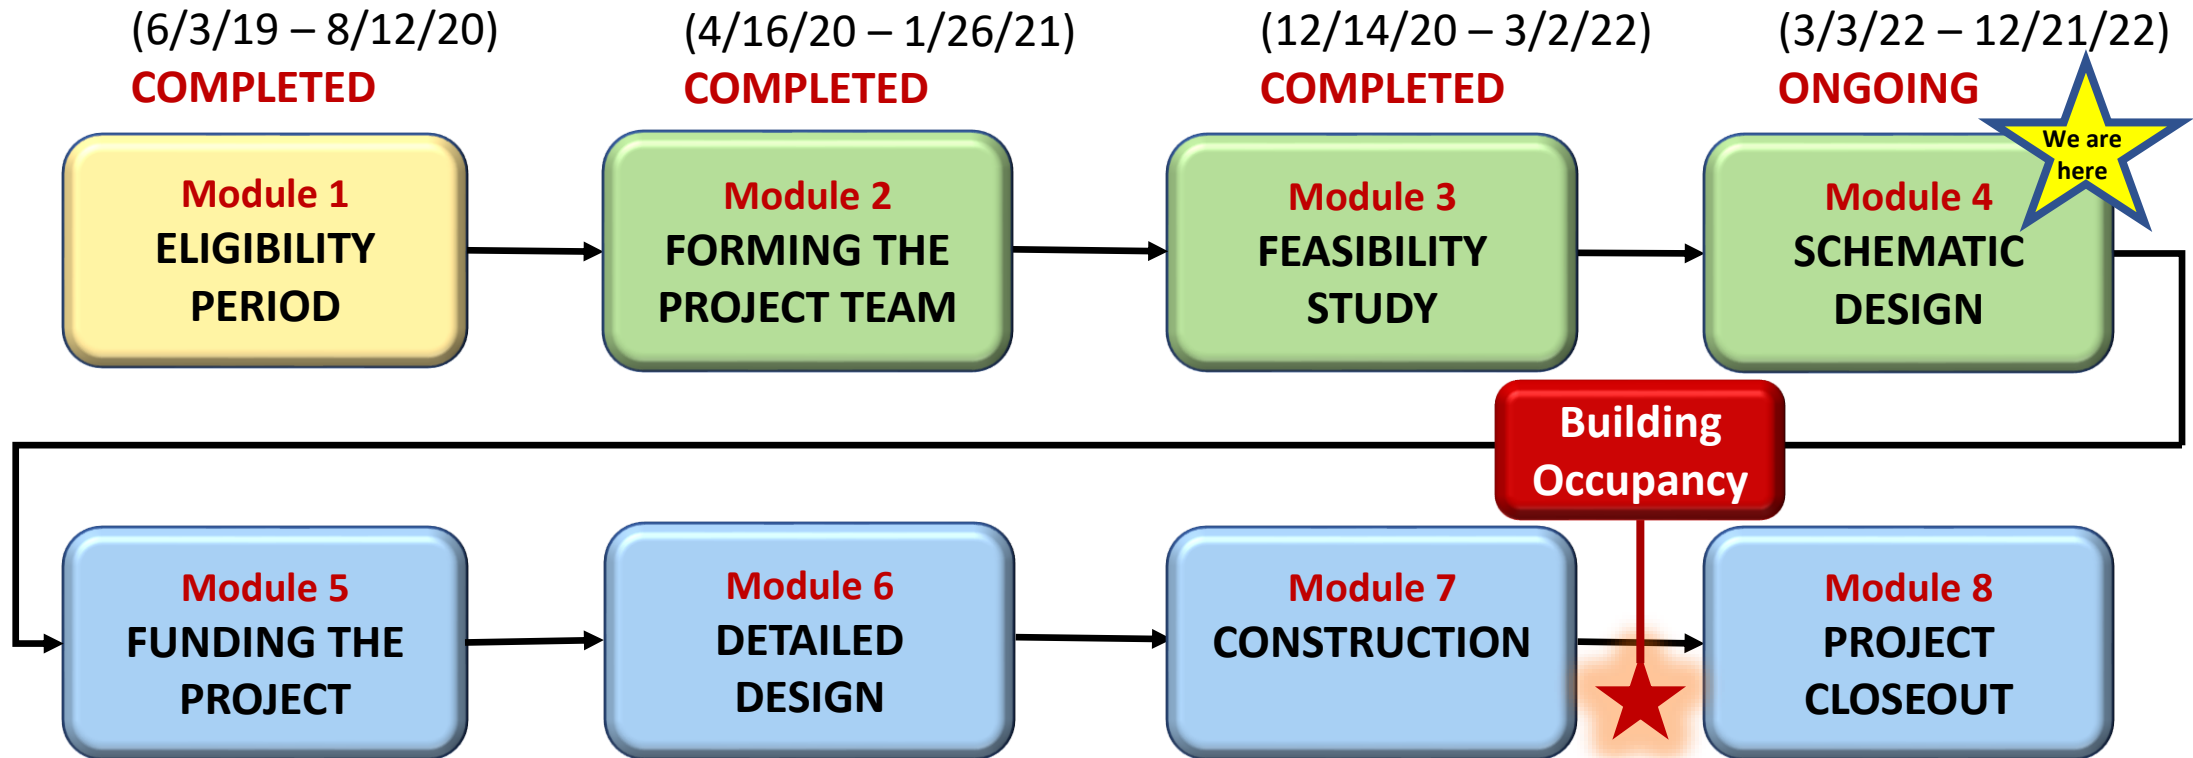 (6/3/19 – 8/12/20)
COMPLETED
(4/16/20 – 1/26/21)
COMPLETED
(12/14/20 – 3/2/22)
COMPLETED
(3/3/22 – 12/21/22)
ONGOING
We are
here
Module 1
ELIGIBILITY
PERIOD
Module 2
FORMING THE
PROJECT TEAM
Module 3
FEASIBILITY
STUDY
Module 4
SCHEMATIC
DESIGN
Building
Occupancy
Module 5
FUNDING THE
PROJECT
Module 6
DETAILED
DESIGN
Module 7
CONSTRUCTION
Module 8
PROJECT
CLOSEOUT